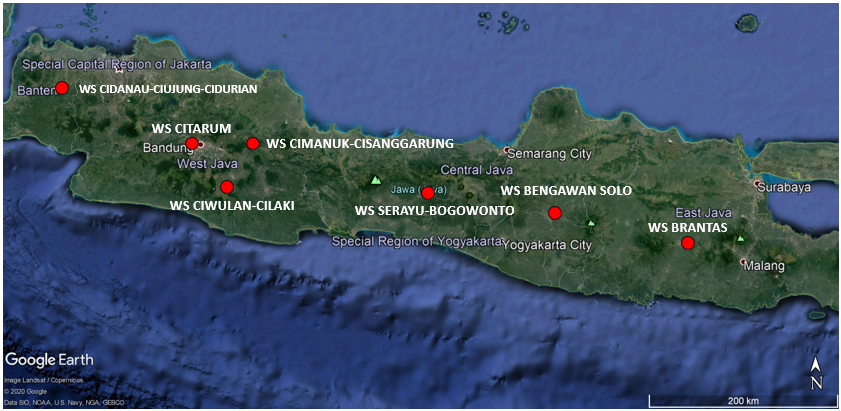 Special Capital Region of Jakarta
Banten
WS CIDANAU-CIUJUNG-CIDURIAN
WS CITARUM
Bandung
WS CIMANUK-CISANGGARUNG
West Java
WS CIWULAN-CILAKI
Semarang City
Central Java
Jawa
WS SERAYU-BOGOWONTO
WS BENGAWAN SOLO
Special Region of Yogyakarta
Yogyakarta City
Surabaya
East Java
WS BRANTAS
Malang
Google Earth
Image Landsat / Copernicus
© 2020 Google
Data SIO, NOAA, U.S. Navy, NGA, GEBCO
N
200 km